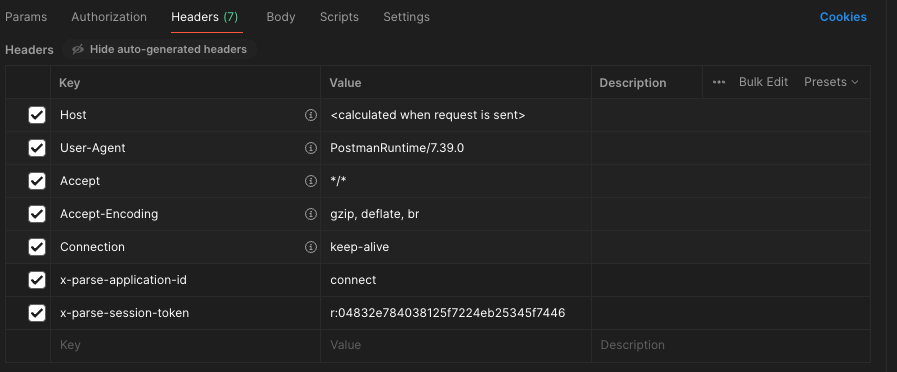 Params Authorization Headers (7) Body Scripts Settings Cookies
Headers Hide auto-generated headers
Key Value Description ••• Bulk Edit Presets
Host <calculated when request is sent>
User-Agent PostmanRuntime/7.39.0
Accept */*
Accept-Encoding gzip, deflate, br
Connection keep-alive
x-parse-application-id connect
x-parse-session-token r:04832e784038125f7224eb25345f7446
Key Value Description